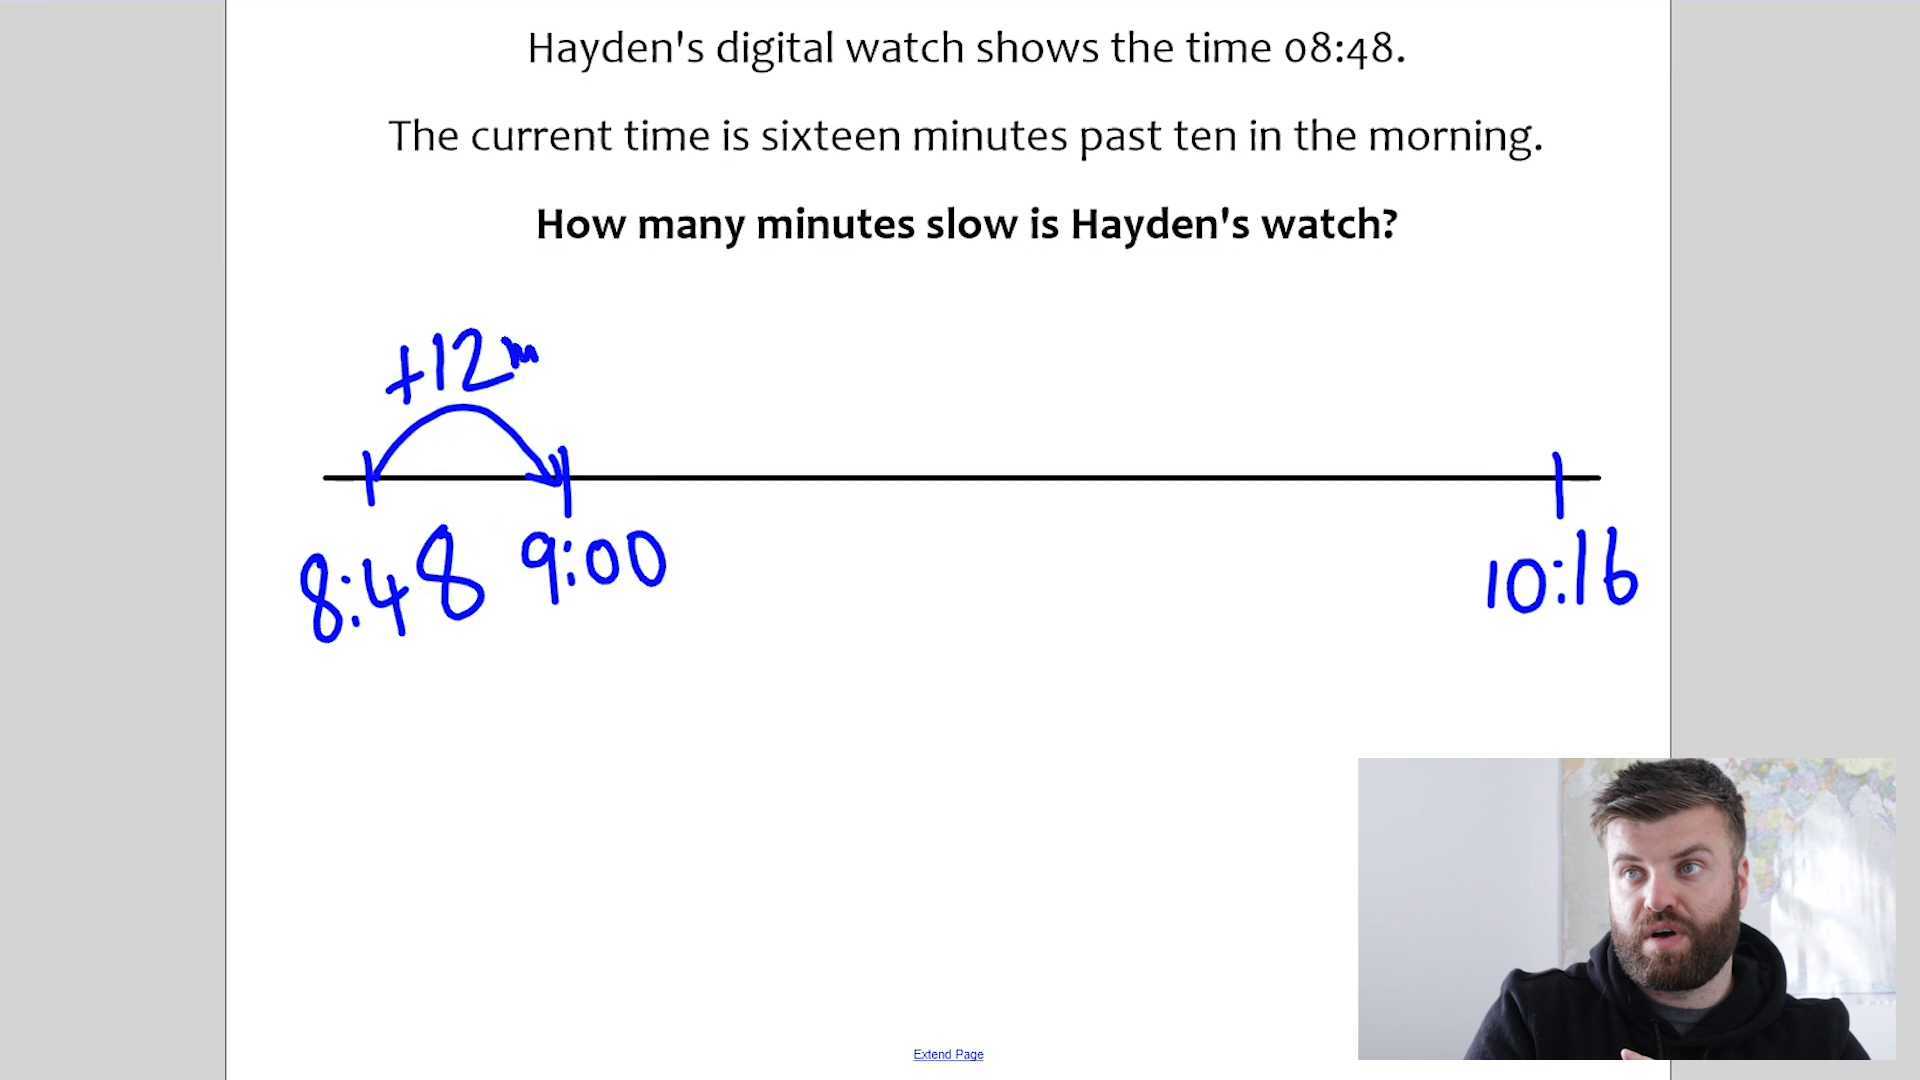 Hayden's digital watch shows the time 08:48.
The current time is sixteen minutes past ten in the morning.
How many minutes slow is Hayden's watch?
+12m
8:48 9:00 10:16
Extend Page